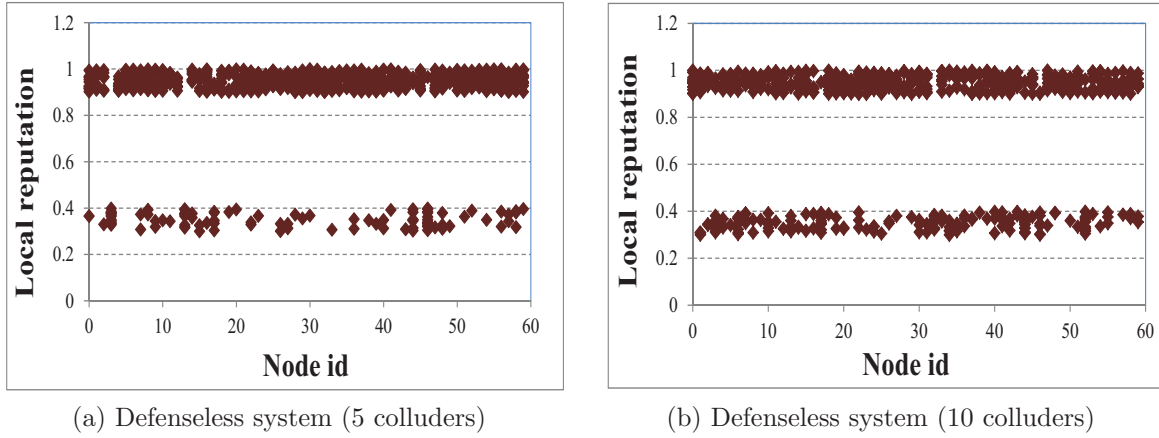 Local reputation
1.2
1
0.8
0.6
0.4
0.2
0
0 10 20 30 40 50 60
Node id
(a) Defenseless system (5 colluders)
Local reputation
1.2
1
0.8
0.6
0.4
0.2
0
0 10 20 30 40 50 60
Node id
(b) Defenseless system (10 colluders)